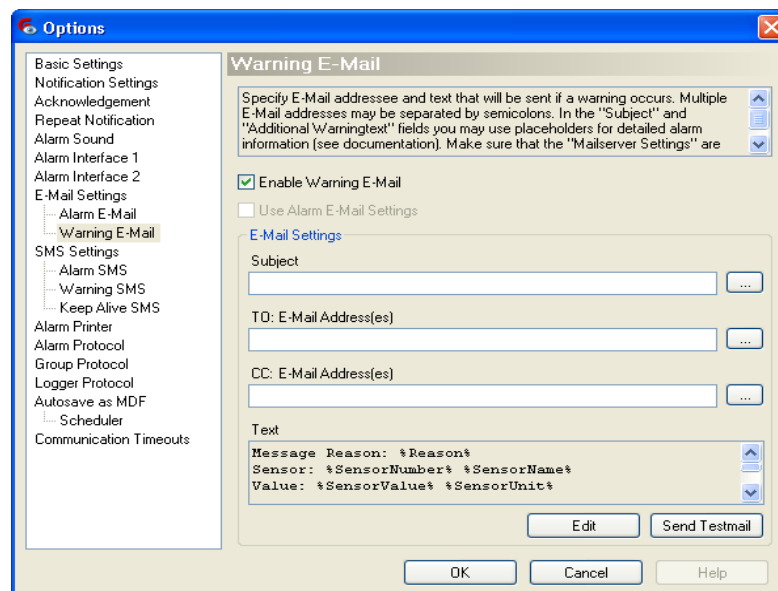 Options
Basic Settings
Notification Settings
Acknowledgement
Repeat Notification
Alarm Sound
Alarm Interface 1
Alarm Interface 2
E-Mail Settings
Alarm E-Mail
Warning E-Mail
SMS Settings
Alarm SMS
Warning SMS
Keep Alive SMS
Alarm Printer
Alarm Protocol
Group Protocol
Logger Protocol
Autosave as MDF
Scheduler
Communication Timeouts
Warning E-Mail
Specify E-Mail addressee and text that will be sent if a warning occurs. Multiple
E-Mail addresses may be separated by semicolons. In the "Subject" and
"Additional Warningtext" fields you may use placeholders for detailed alarm
information (see documentation). Make sure that the "Mailserver Settings" are
Enable Warning E-Mail
Use Alarm E-Mail Settings
E-Mail Settings
Subject
...
TO: E-Mail Address(es)
...
CC: E-Mail Address(es)
...
Text
Message Reason: %Reason%
Sensor: %SensorNumber% %SensorName%
Value: %SensorValue% %SensorUnit%
Edit
Send Testmail
OK
Cancel
Help